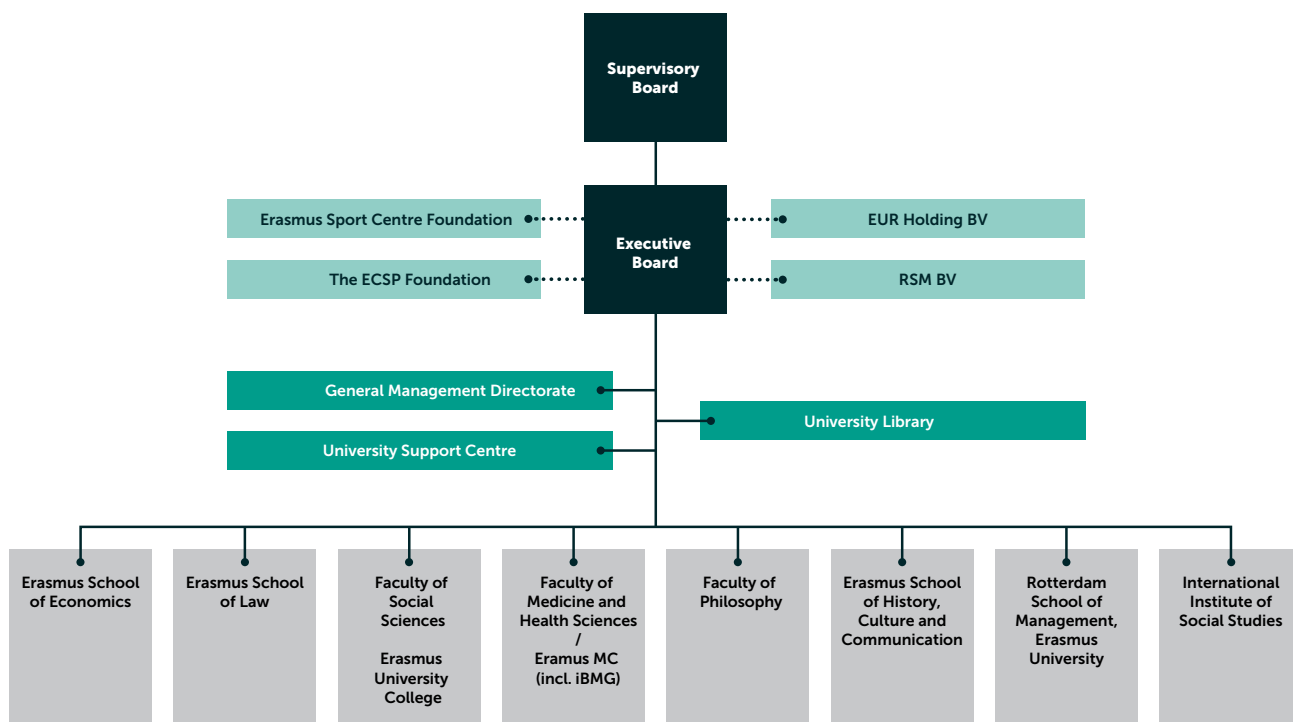 Supervisory
Board
Erasmus Sport Centre Foundation
EUR Holding BV
Executive
Board
The ECSP Foundation
RSM BV
General Management Directorate
University Library
University Support Centre
Erasmus School
of Economics
Erasmus School
of Law
Faculty of
Social
Sciences
Erasmus
University
College
Faculty of
Medicine and
Health Sciences
/
Eramus MC
(incl. iBMG)
Faculty of
Philosophy
Erasmus School
of History,
Culture and
Communication
Rotterdam
School of
Management,
Erasmus
University
International
Institute of
Social Studies